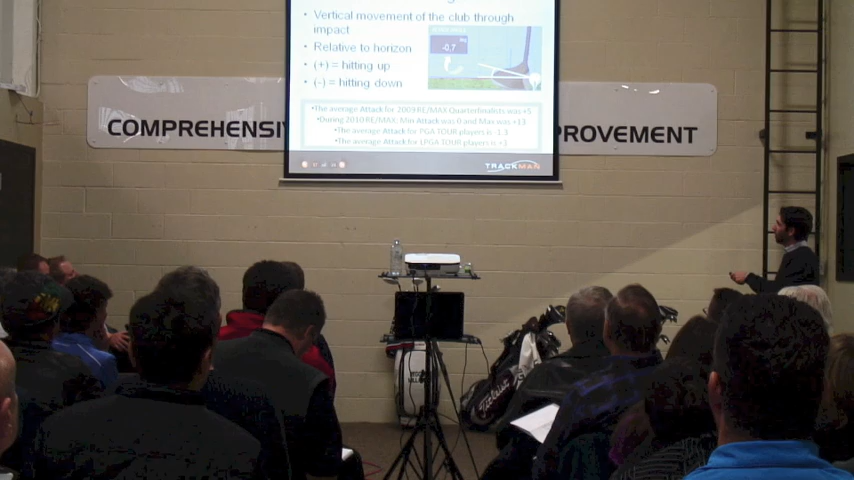 • Vertical movement of the club through
impact
• Relative to horizon
• (+) = hitting up
• (-) = hitting down
-0,7
•The average Attack for 2009 RE/MAX Quarterfinalists was +5
•During 2010 RE/MAX, Min Attack was 0 and Max was +13
•The average Attack for PGA TOUR players is -1.3
•The average Attack for LPGA TOUR players is +3
TRACKMAN
COMPREHENSI
PROVEMENT
Titleist